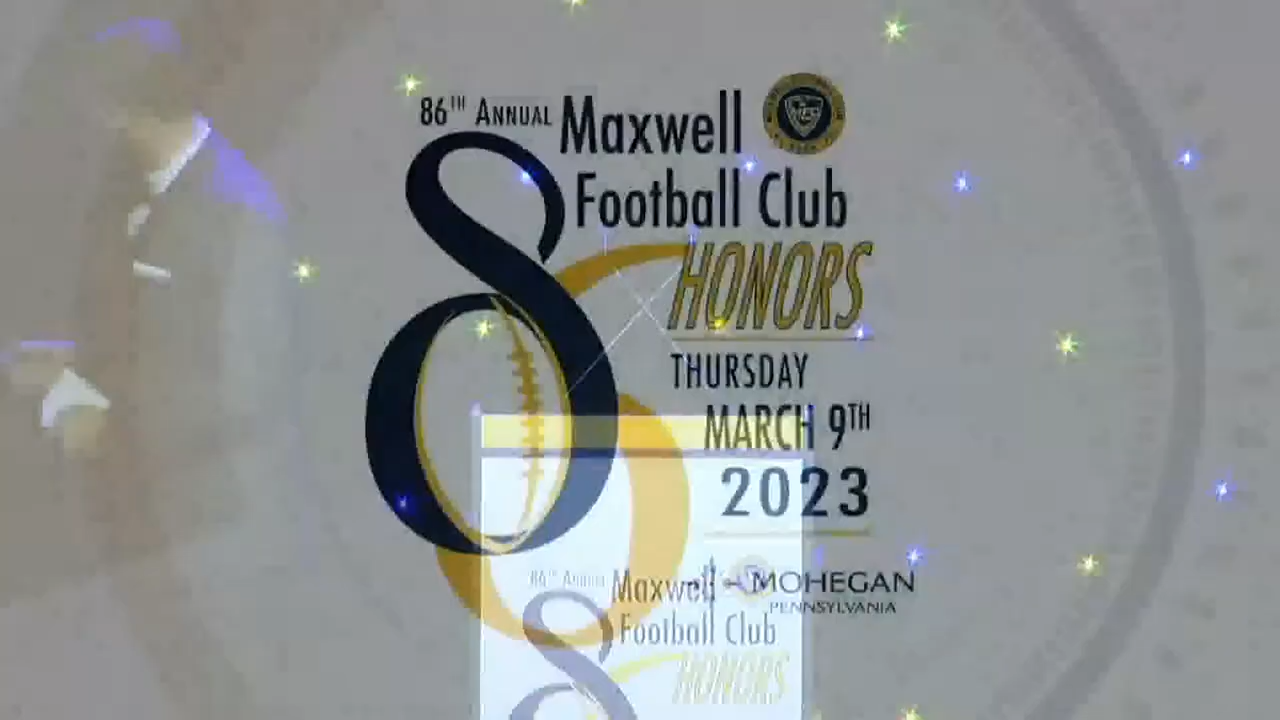 86TH ANNUAL Maxwell
Football Club
HONORS
THURSDAY
MARCH 9TH
2023
MOHEGAN
PENNSYLVANIA
86th Annual Maxwell
Football Club
HONORS